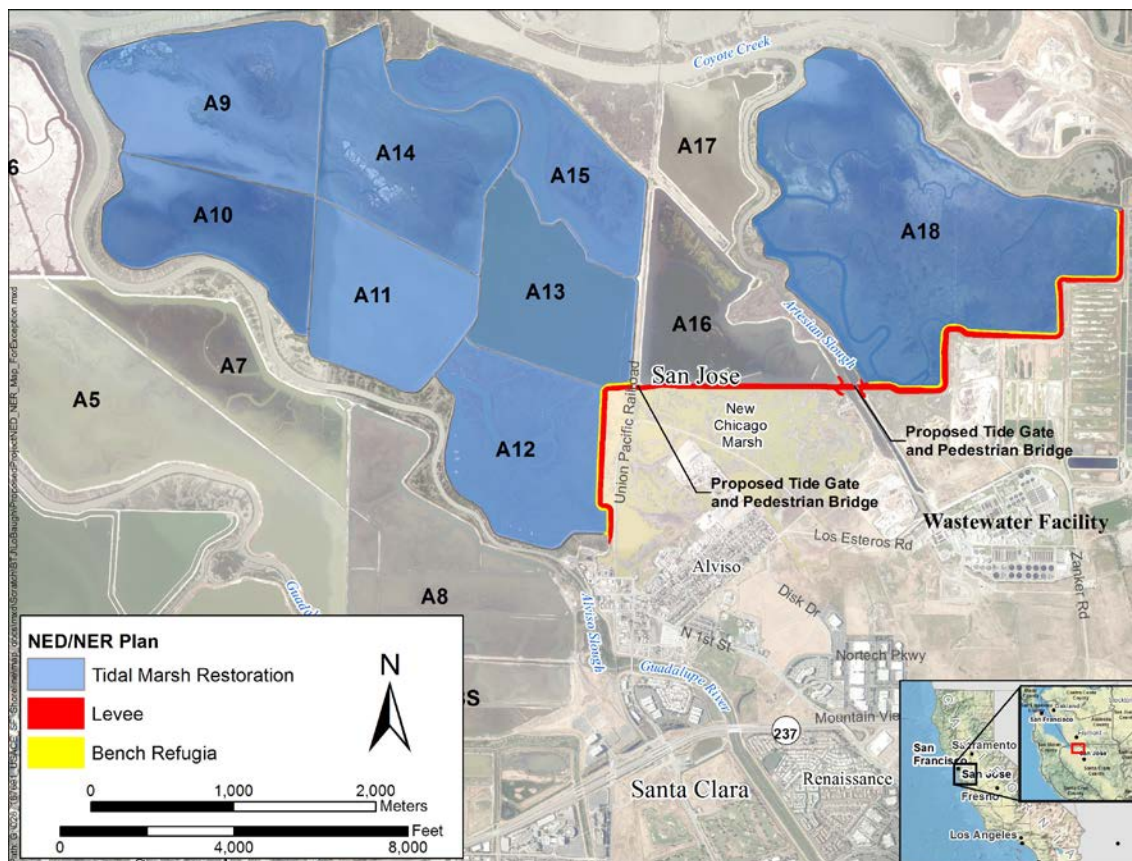 Coyote Creek
A9
A14
A17
A15
6
A10
A18
A11
A13
A16
Artesian Slough
A7
A5
San Jose
Union Pacific Railroad
New
Chicago
Marsh
Proposed Tide Gate
and Pedestrian Bridge
A12
Proposed Tide Gate
and Pedestrian Bridge
Wastewater Facility
Los Esteros Rd
Alviso
Zanker Rd
A8
Disk Dr
Alviso Slough
N 1st St
Guadalupe River
Nortech Pkwy
Mountain Vie
237
Renaissance
Santa Clara
NED/NER Plan
Tidal Marsh Restoration
Levee
Bench Refugia
N
0 1,000 2,000
Meters
0 4,000 8,000
Feet
San
Francisco
Sacramento
San Jose
Fresno
Los Angeles